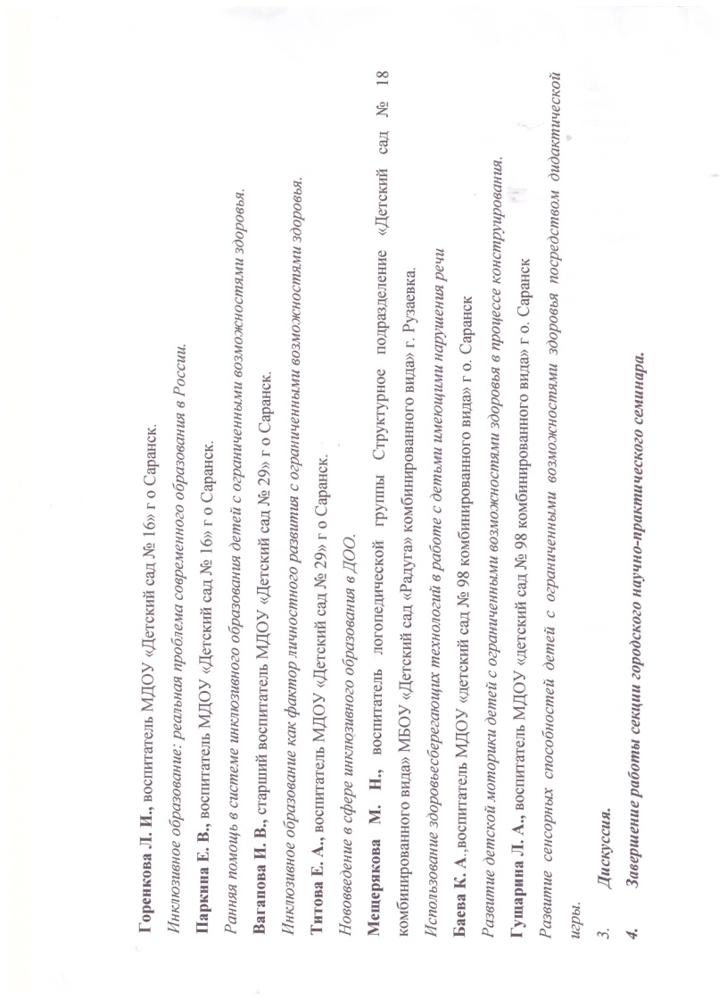 Горенкова Л. И., воспитатель МДОУ «Детский сад № 16» г о Саранск.
Инклюзивное образование: реальная проблема современного образования в России.
Паркина Е. В., воспитатель МДОУ «Детский сад № 16» г о Саранск.
Ранняя помощь в системе инклюзивного образования детей с ограниченными возможностями здоровья.
Вагапова И. В., старший воспитатель МДОУ «Детский сад № 29» г о Саранск.
Инклюзивное образование как фактор личностного развития с ограниченными возможностями здоровья.
Титова Е. А., воспитатель МДОУ «Детский сад № 29» г о Саранск.
Нововведение в сфере инклюзивного образования в ДОО.
Мещерякова М. Н., воспитатель логопедической группы Структурное подразделение «Детский сад № 18
комбинированного вида» МБОУ «Детский сад «Радуга» комбинированного вида» г. Рузаевка.
Использование здоровьесберегающих технологий в работе с детьми имеющими нарушения речи
Баева К. А.,воспитатель МДОУ «детский сад № 98 комбинированного вида» г о. Саранск
Развитие детской моторики детей с ограниченными возможностями здоровья в процессе конструирования.
Гущарина Л. А., воспитатель МДОУ «детский сад № 98 комбинированного вида» г о. Саранск
Развитие сенсорных способностей детей с ограниченными возможностями здоровья посредством дидактической
игры.
3. Дискуссия.
4. Завершение работы секции городского научно-практического семинара.